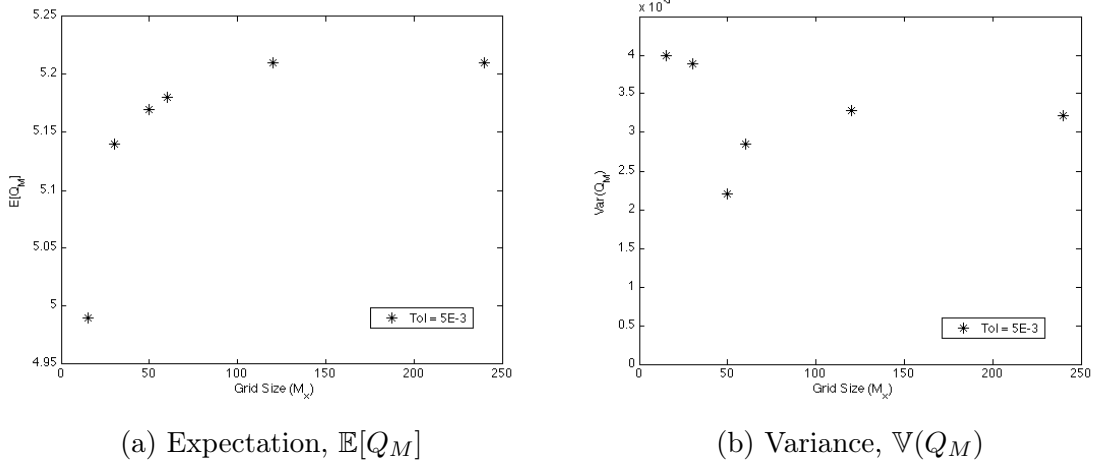 5.25
5.2
5.15
5.1
5.05
5
4.95
E[Q_M]
0 50 100 150 200 250
Grid Size (M_x)
Tol = 5E-3
x 10
4
3.5
3
2.5
2
1.5
1
0.5
0
Var(Q_M)
0 50 100 150 200 250
Grid Size (M_x)
Tol = 5E-3
(a) Expectation, 𝔼[Q_M]
(b) Variance, 𝕍(Q_M)